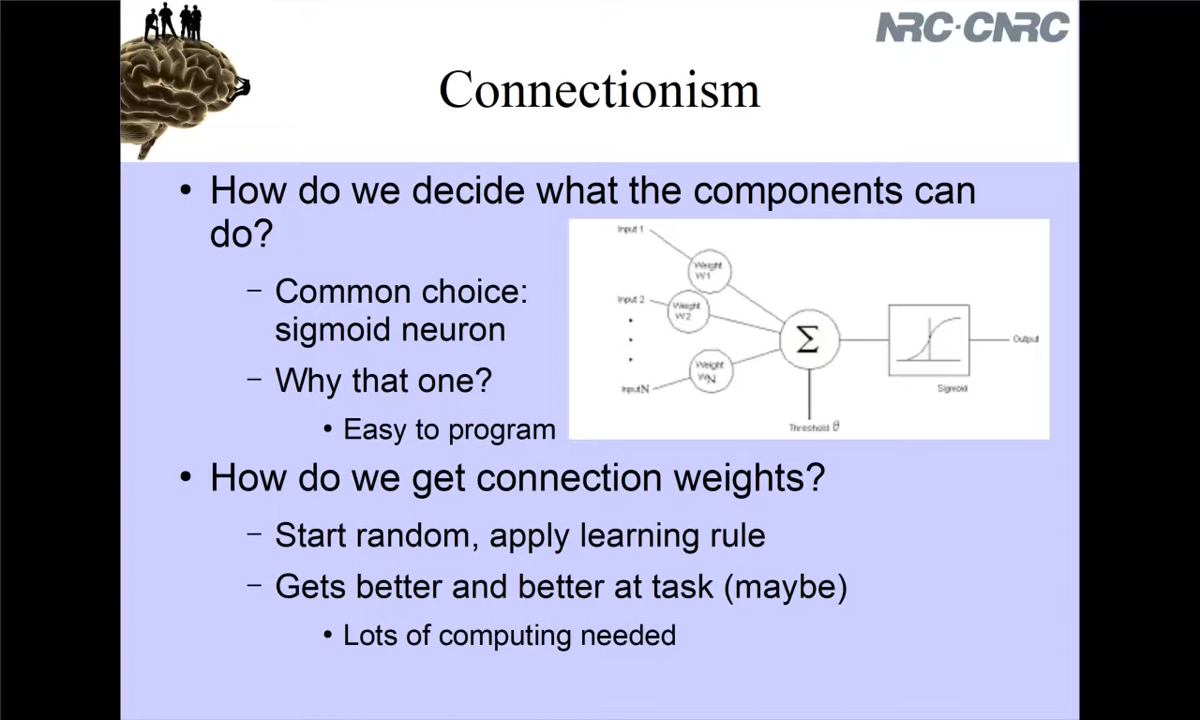 NRC·CNRC
Connectionism
• How do we decide what the components can
do?
– Common choice:
sigmoid neuron
– Why that one?
• Easy to program
Input 1
Weight
W1
Input 2
Weight
W2
Input N
Weight
WN
Σ
Threshold θ
Sigmoid
Output
• How do we get connection weights?
– Start random, apply learning rule
– Gets better and better at task (maybe)
• Lots of computing needed